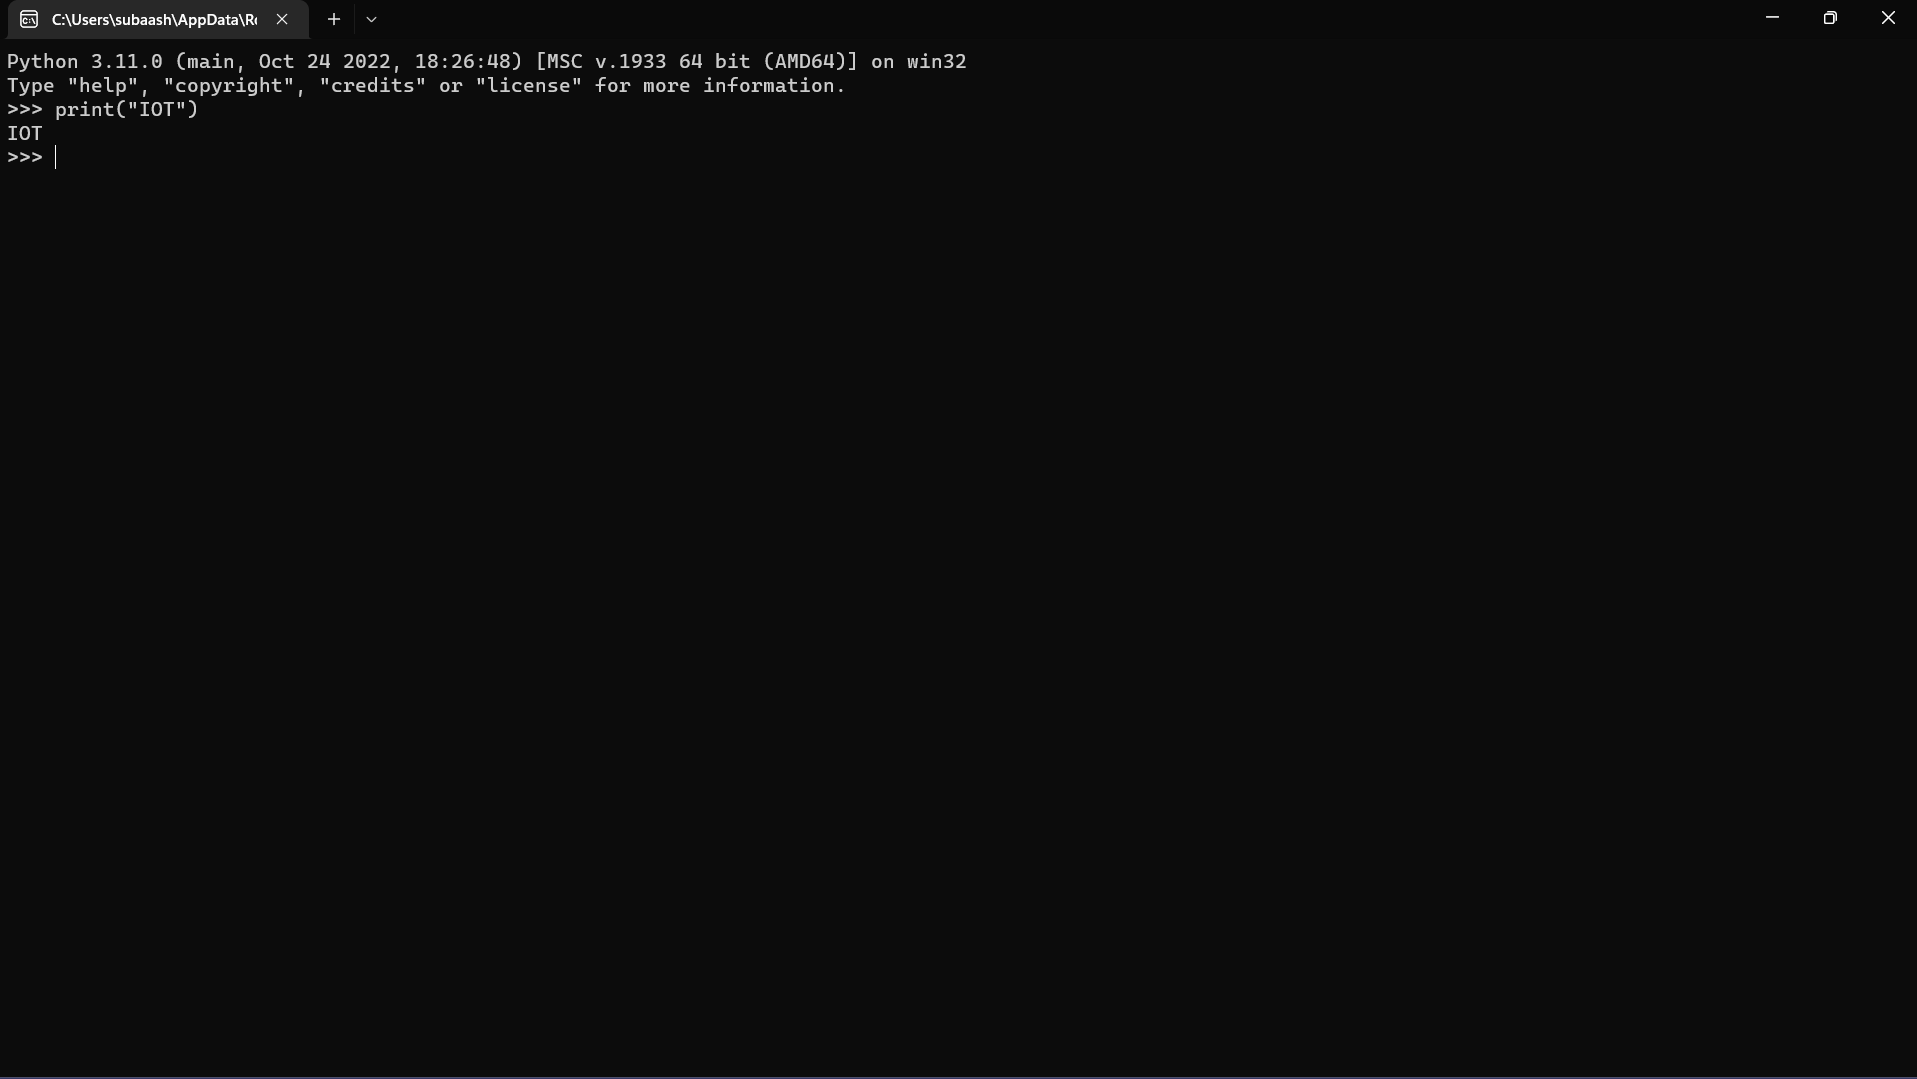 C:\Users\subaash\AppData\R
Python 3.11.0 (main, Oct 24 2022, 18:26:48) [MSC v.1933 64 bit (AMD64)] on win32
Type "help", "copyright", "credits" or "license" for more information.
>>> print("IOT")
IOT
>>>